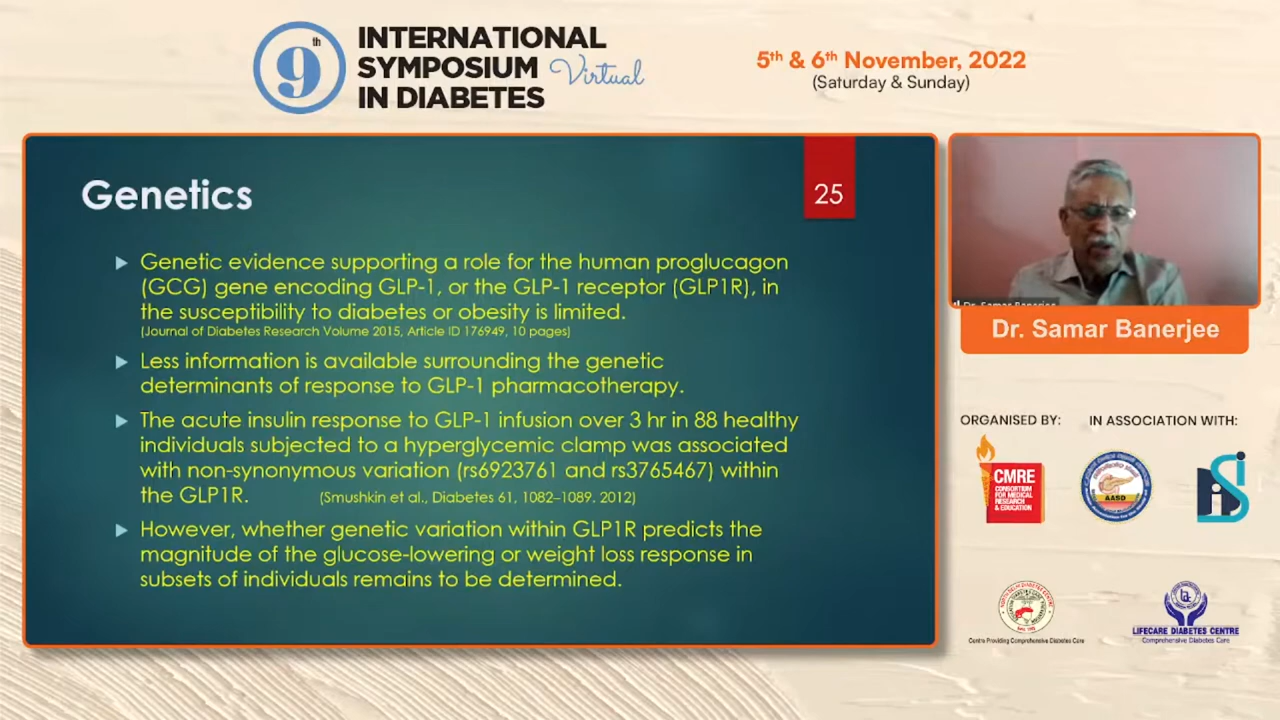 9th
INTERNATIONAL
SYMPOSIUM Virtual
IN DIABETES
5th & 6th November, 2022
(Saturday & Sunday)
Genetics
25
Genetic evidence supporting a role for the human proglucagon
(GCG) gene encoding GLP-1, or the GLP-1 receptor (GLP1R), in
the susceptibility to diabetes or obesity is limited.
(Journal of Diabetes Research Volume 2015, Article ID 176949, 10 pages)
Less information is available surrounding the genetic
determinants of response to GLP-1 pharmacotherapy.
The acute insulin response to GLP-1 infusion over 3 hr in 88 healthy
individuals subjected to a hyperglycemic clamp was associated
with non-synonymous variation (rs6923761 and rs3765467) within
the GLP1R. (Smushkin et al., Diabetes 61, 1082–1089. 2012)
However, whether genetic variation within GLP1R predicts the
magnitude of the glucose-lowering or weight loss response in
subsets of individuals remains to be determined.
Dr. Samar Banerjee
Dr. Samar Banerjee
ORGANISED BY:
IN ASSOCIATION WITH:
CMRE
CONSORTIUM
FOR MEDICAL
RESEARCH
& EDUCATION
AASD
Centre Providing Comprehensive Diabetes Care
LIFECARE DIABETES CENTRE
Comprehensive Diabetes Care